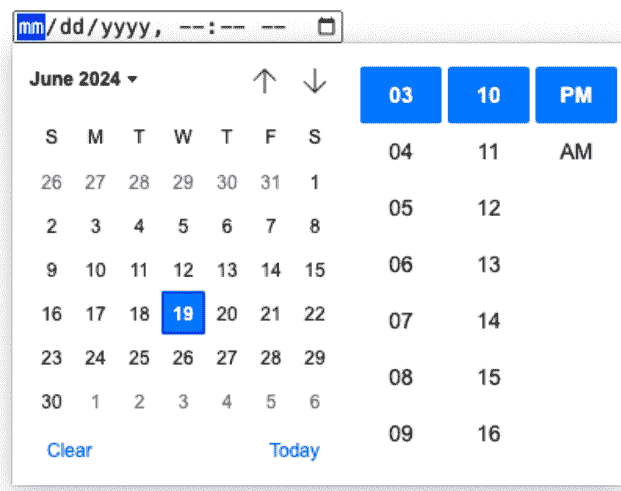 mm/dd/yyyy, --:-- --
June 2024
S M T W T F S
26 27 28 29 30 31 1
2 3 4 5 6 7 8
9 10 11 12 13 14 15
16 17 18 19 20 21 22
23 24 25 26 27 28 29
30 1 2 3 4 5 6
Clear Today
03 10 PM
04 11 AM
05 12
06 13
07 14
08 15
09 16